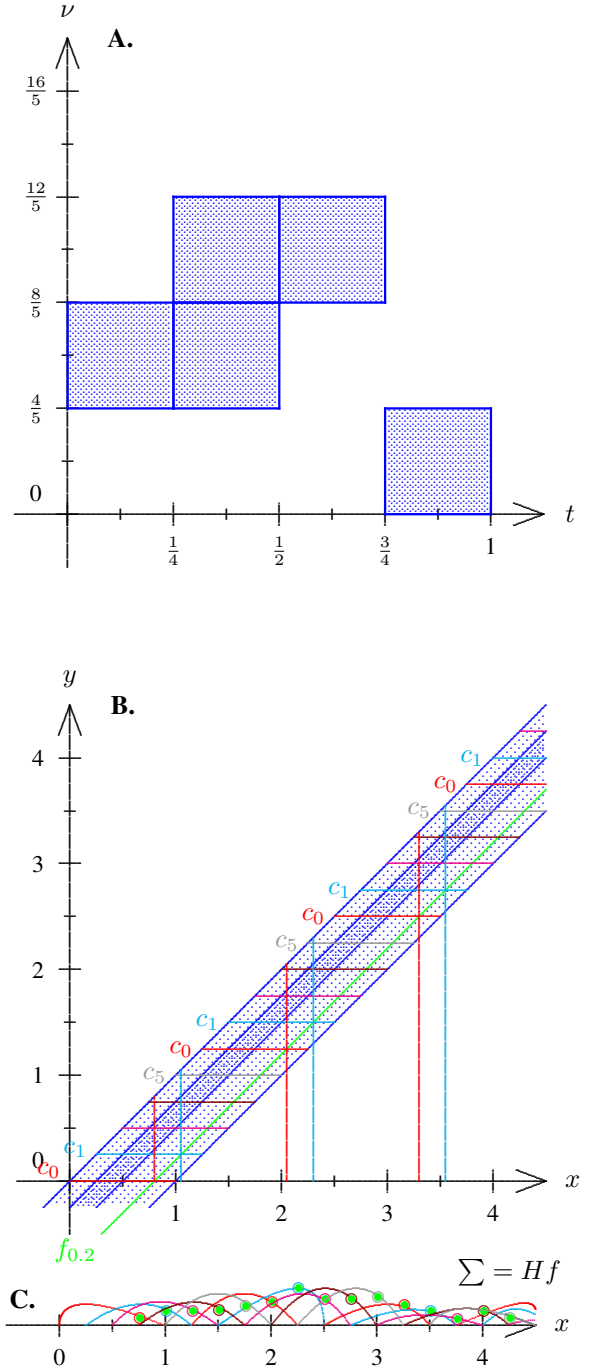 ν
A.
16/5
12/5
8/5
4/5
0
1/4 1/2 3/4 1 t
y
B.
4 c₁
c₀
c₅
3
c₁
c₀
c₅
2
c₁
c₀
1 c₅
0 c₁
c₀
1 2 3 4 x
f₀.₂
∑ = Hf
C.
x
0 1 2 3 4